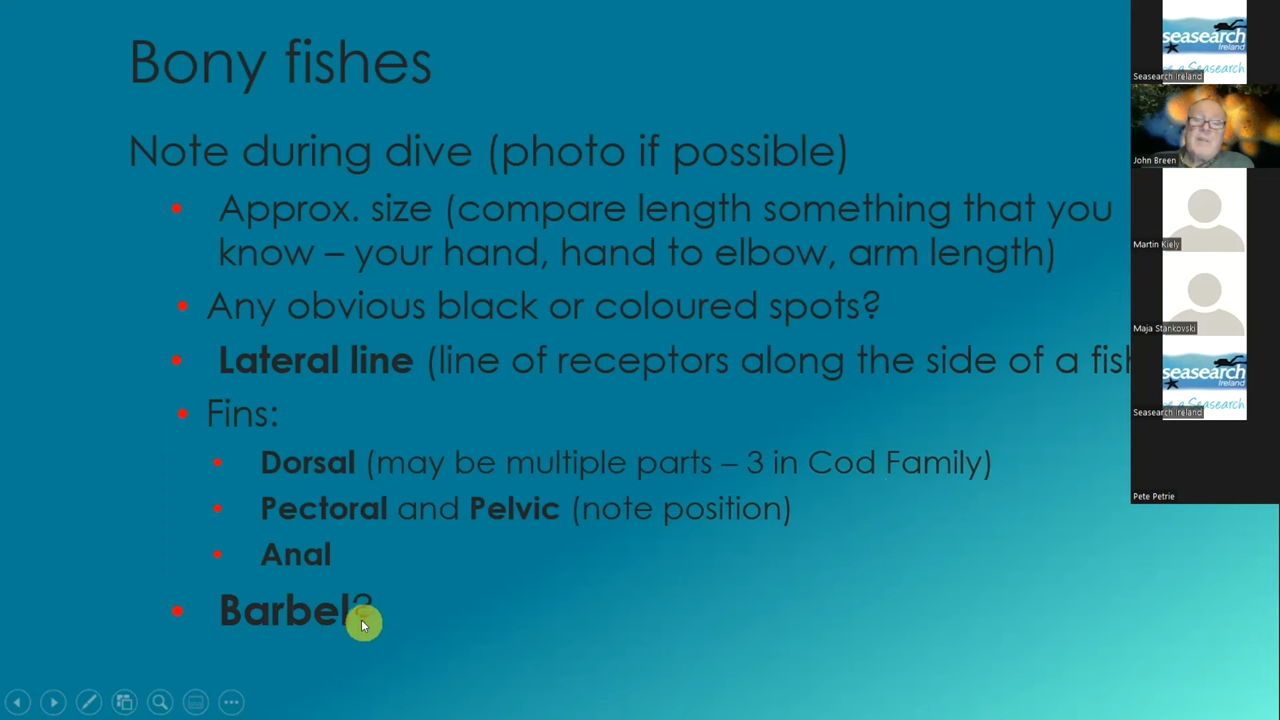 Bony fishes
Note during dive (photo if possible)
• Approx. size (compare length something that you
know – your hand, hand to elbow, arm length)
• Any obvious black or coloured spots?
• Lateral line (line of receptors along the side of a fish
• Fins:
• Dorsal (may be multiple parts – 3 in Cod Family)
• Pectoral and Pelvic (note position)
• Anal
• Barbel?
seasearch
Ireland
a Seasearch
Seasearch Ireland
John Breen
Martin Kiely
Maja Stankovski
seasearch
Ireland
a Seasearch
Seasearch Ireland
Pete Petrie